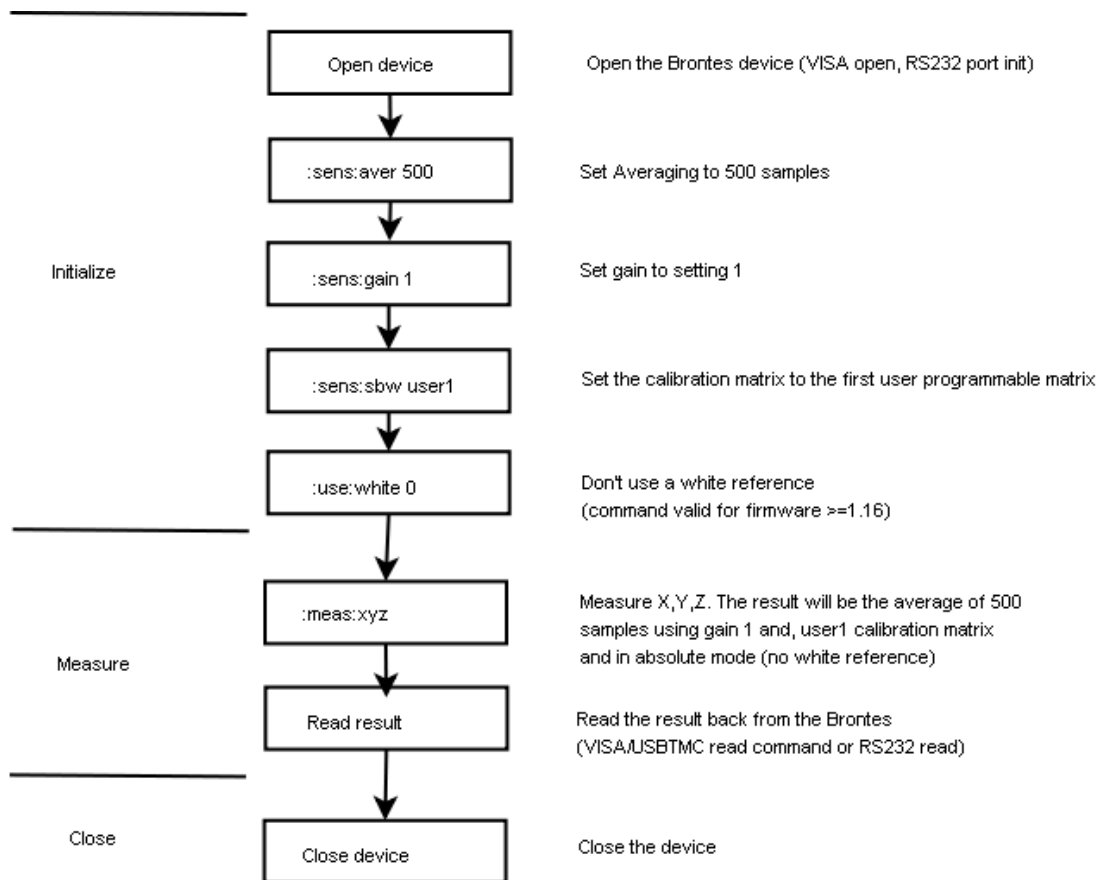 Open device
Open the Brontes device (VISA open, RS232 port init)
:sens:aver 500
Set Averaging to 500 samples
Initialize
:sens:gain 1
Set gain to setting 1
:sens:sbw user1
Set the calibration matrix to the first user programmable matrix
:use:white 0
Don't use a white reference
(command valid for firmware >=1.16)
Measure
:meas:xyz
Measure X,Y,Z. The result will be the average of 500
samples using gain 1 and, user1 calibration matrix
and in absolute mode (no white reference)
Read result
Read the result back from the Brontes
(VISA/USBTMC read command or RS232 read)
Close
Close device
Close the device